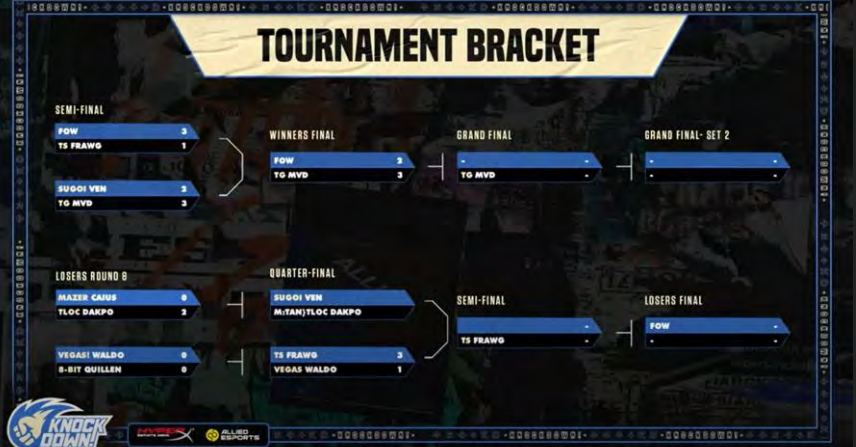 TOURNAMENT BRACKET
SEMI-FINAL
FOW 3
TS FRAWG 1
SUGOI VEN 2
TG MVD 3
WINNERS FINAL
FOW 2
TG MVD 3
GRAND FINAL
- -
TG MVD -
GRAND FINAL- SET 2
- -
- -
LOSERS ROUND 8
MAZER CAIUS 0
TLOC DAKPO 2
VEGAS! WALDO 0
8-BIT QUILLEN 0
QUARTER-FINAL
SUGOI VEN
M:TAN)TLOC DAKPO
TS FRAWG 3
VEGAS WALDO 1
SEMI-FINAL
-
TS FRAWG -
LOSERS FINAL
FOW -
- -
KNOCK
DOWN!
HYPERX
ALLIED
ESPORTS